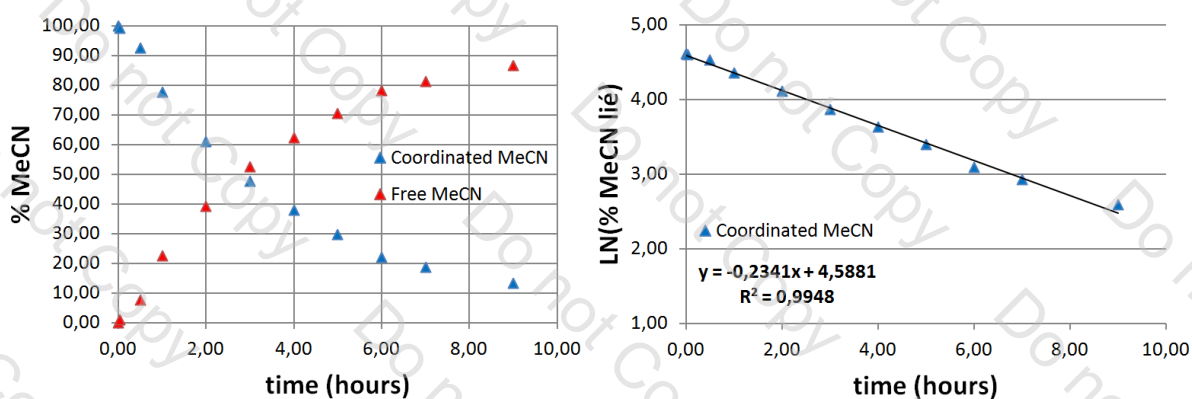 100,00
90,00
80,00
70,00
60,00
50,00
40,00
30,00
20,00
10,00
0,00
% MeCN
Coordinated MeCN
Free MeCN
0,00 2,00 4,00 6,00 8,00 10,00
time (hours)
5,00
4,00
3,00
2,00
1,00
LN(% MeCN lié)
Coordinated MeCN
y = -0,2341x + 4,5881
R² = 0,9948
0,00 2,00 4,00 6,00 8,00 10,00
time (hours)
Do not Copy
Do not Copy
Do not Copy
Do not Copy
Do not Copy
Do not Copy